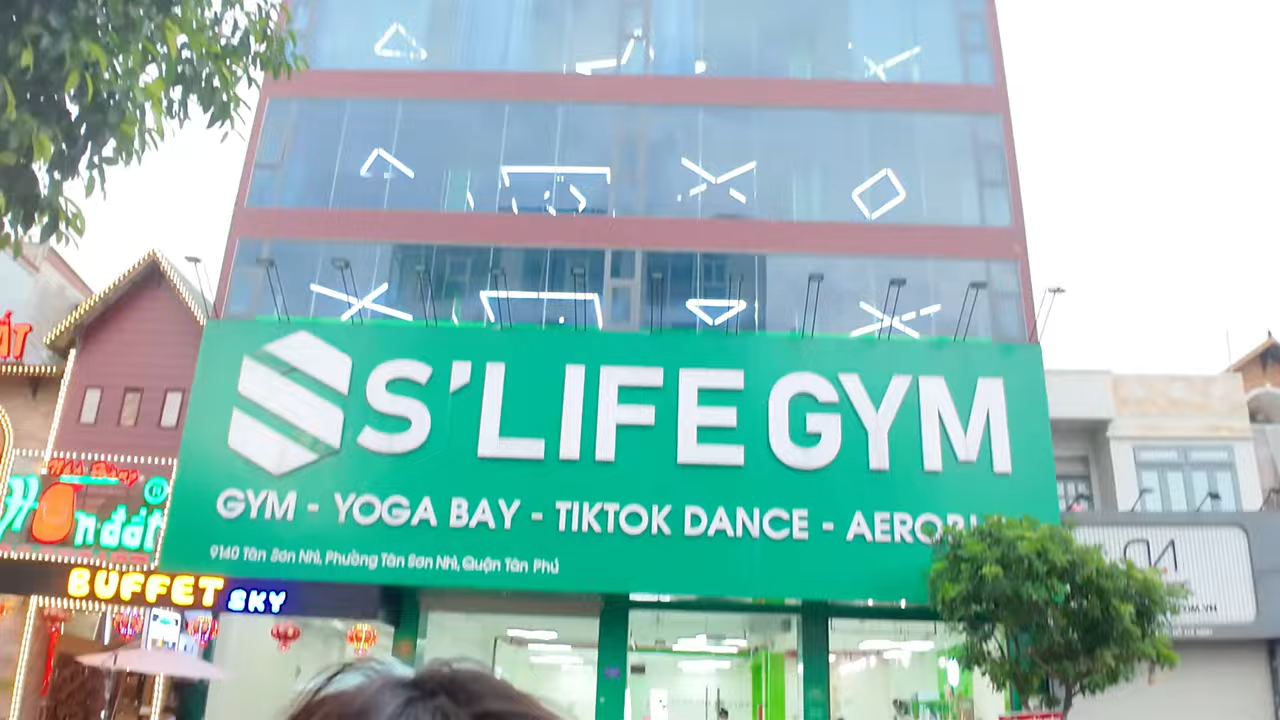 S'LIFE GYM
GYM - YOGA BAY - TIKTOK DANCE -
9140 Tân Sơn Nhì, Phường Tân Sơn Nhì, Quận Tân Phú
BUFFET SKY